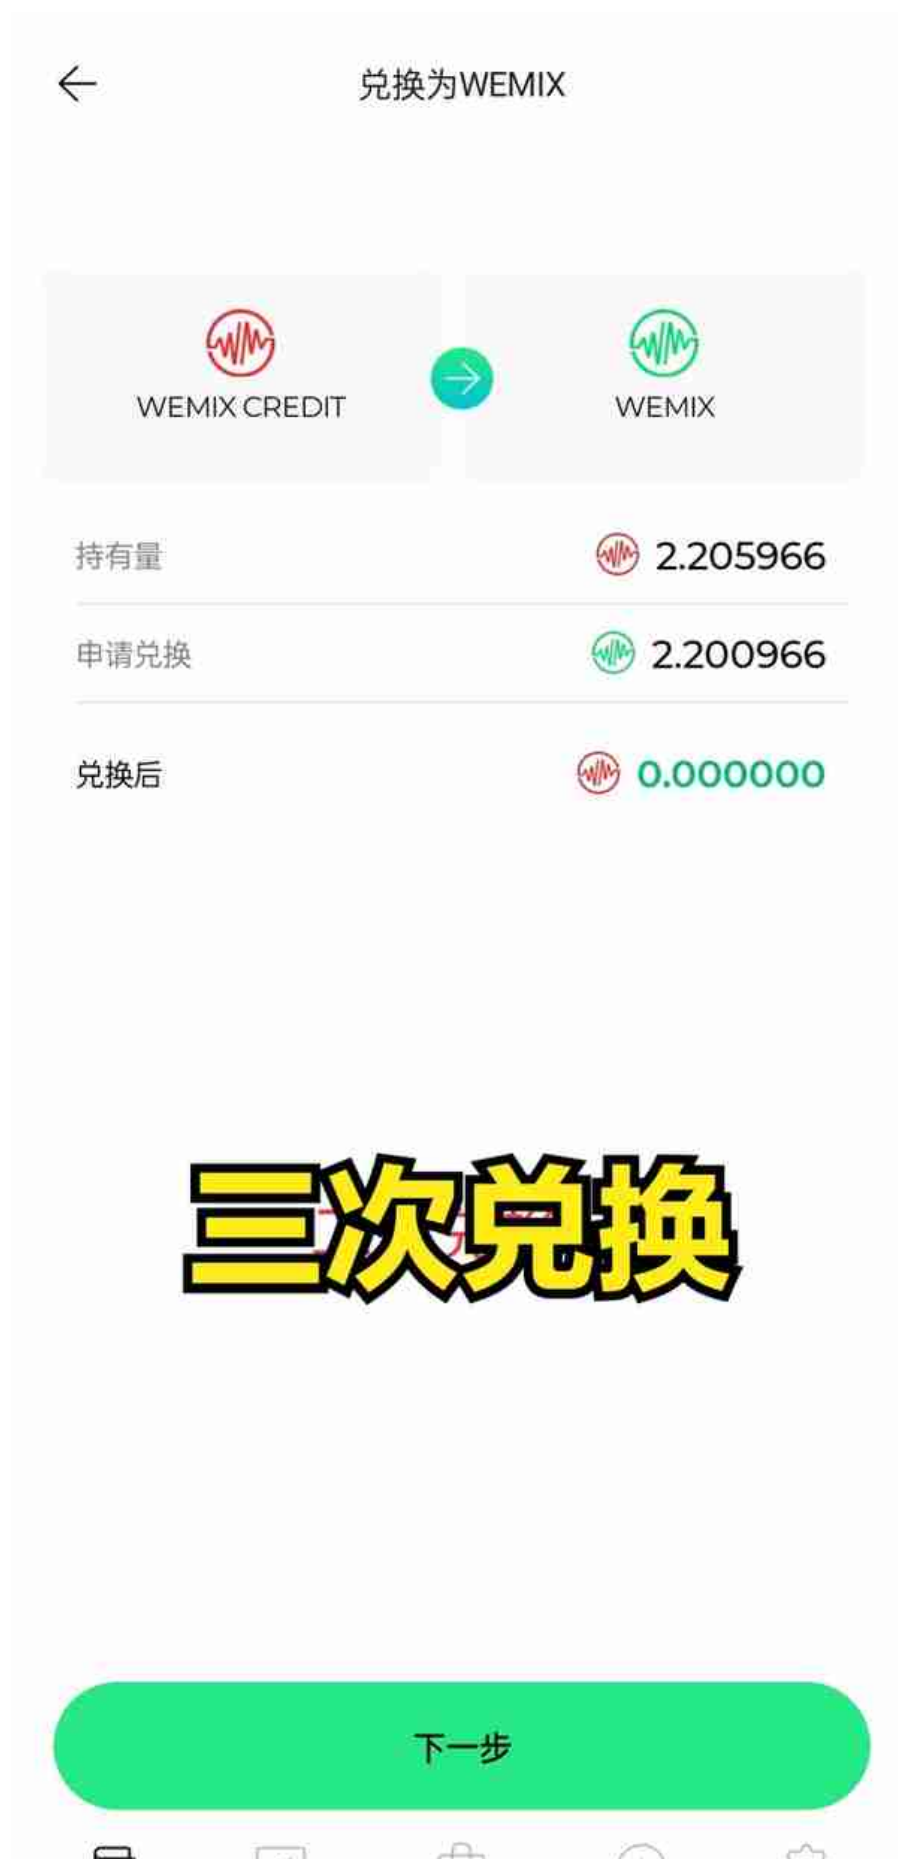 兑换为WEMIX
WEMIX CREDIT
WEMIX
持有量
2.205966
申请兑换
2.200966
兑换后
0.000000
三次兑换
下一步